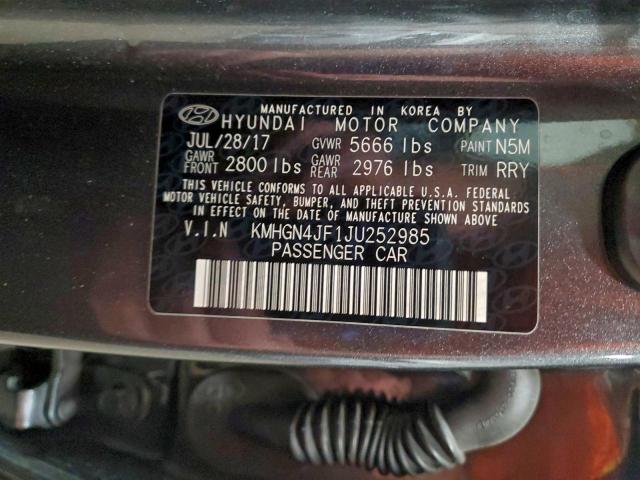 MANUFACTURED IN KOREA BY
HYUNDAI MOTOR COMPANY
JUL/28/17 GVWR 5666 lbs PAINT N5M
GAWR FRONT 2800 lbs GAWR REAR 2976 lbs TRIM RRY
THIS VEHICLE CONFORMS TO ALL APPLICABLE U.S.A. FEDERAL
MOTOR VEHICLE SAFETY, BUMPER, AND THEFT PREVENTION STANDARDS
IN EFFECT ON THE DATE OF MANUFACTURE SHOWN ABOVE.
V.I.N KMHGN4JF1JU252985
PASSENGER CAR